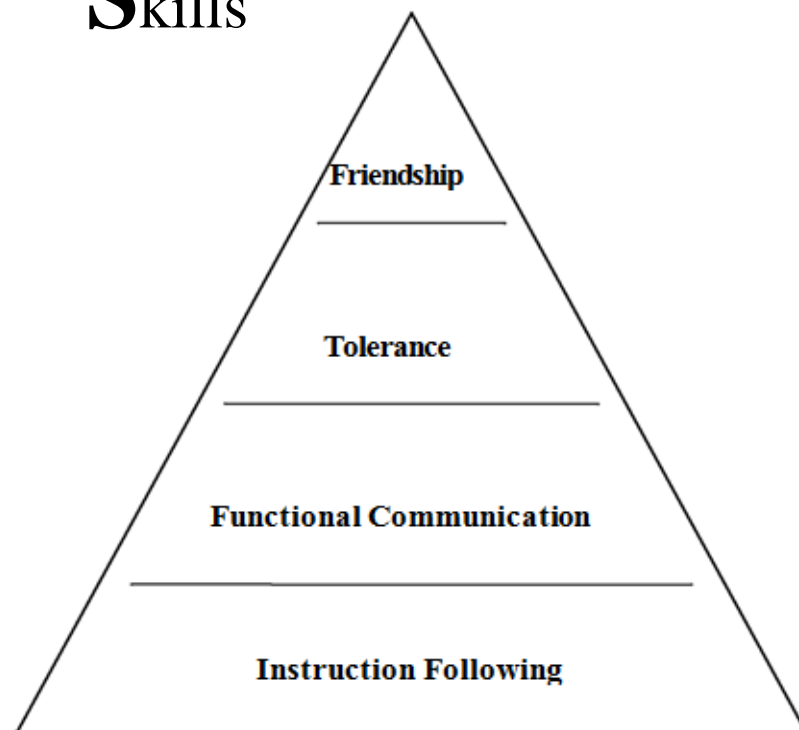 Skills
Friendship
Tolerance
Functional Communication
Instruction Following